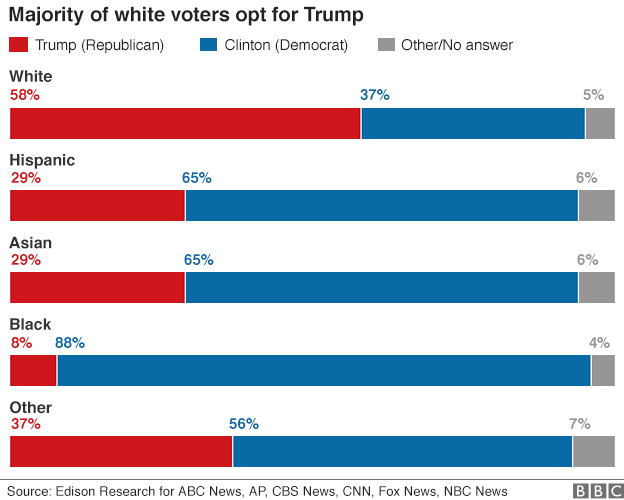 Majority of white voters opt for Trump
Trump (Republican) Clinton (Democrat) Other/No answer
White
58% 37% 5%
Hispanic
29% 65% 6%
Asian
29% 65% 6%
Black
8% 88% 4%
Other
37% 56% 7%
Source: Edison Research for ABC News, AP, CBS News, CNN, Fox News, NBC News BBC